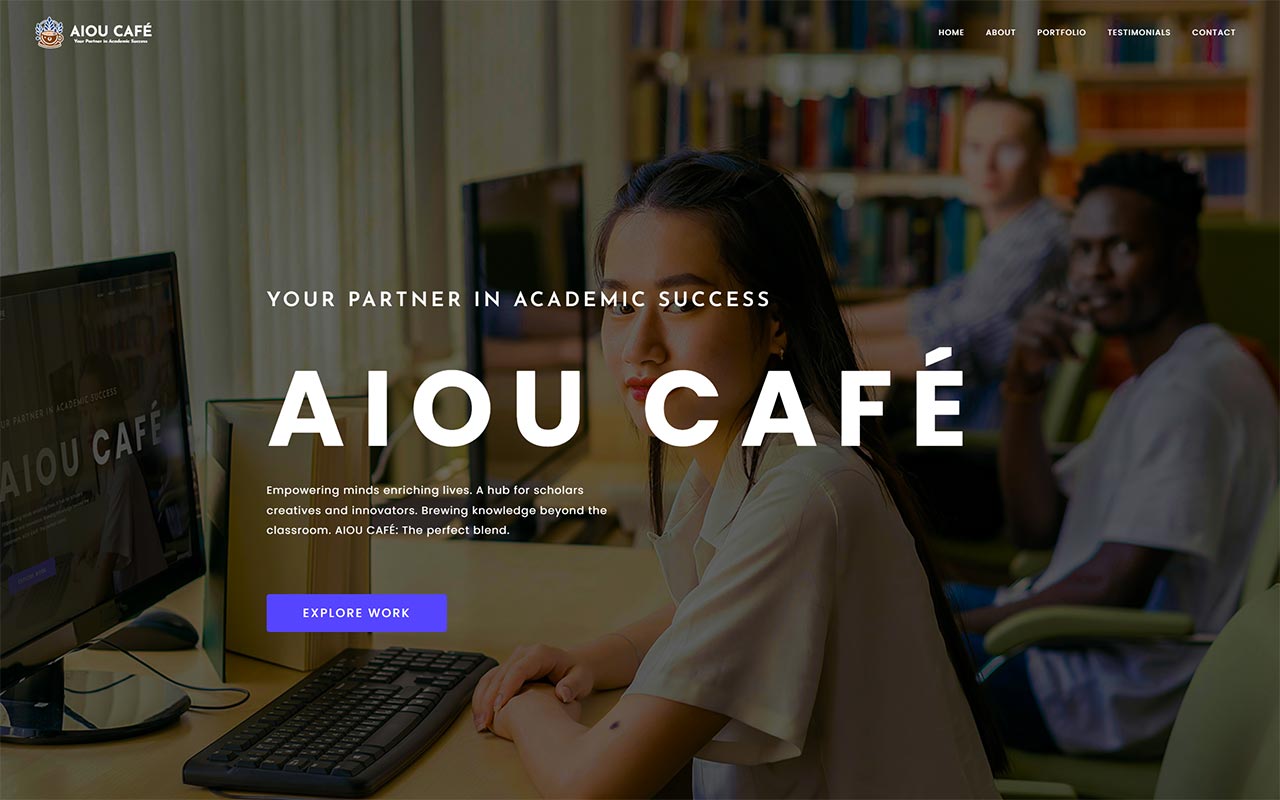 AIOU CAFÉ
Your Partner in Academic Success
HOME ABOUT PORTFOLIO TESTIMONIALS CONTACT
YOUR PARTNER IN ACADEMIC SUCCESS
AIOU CAFÉ
Empowering minds enriching lives. A hub for scholars
creatives and innovators. Brewing knowledge beyond the
classroom. AIOU CAFÉ: The perfect blend.
EXPLORE WORK
UR PARTNER IN ACADEMIC SUCCESS
AIOU CAFÉ